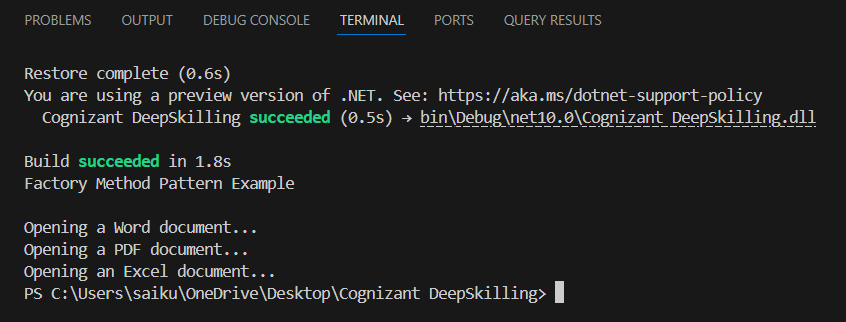 PROBLEMS OUTPUT DEBUG CONSOLE TERMINAL PORTS QUERY RESULTS
Restore complete (0.6s)
You are using a preview version of .NET. See: https://aka.ms/dotnet-support-policy
Cognizant DeepSkilling succeeded (0.5s) → bin\Debug\net10.0\Cognizant DeepSkilling.dll
Build succeeded in 1.8s
Factory Method Pattern Example
Opening a Word document...
Opening a PDF document...
Opening an Excel document...
PS C:\Users\saiku\OneDrive\Desktop\Cognizant DeepSkilling>